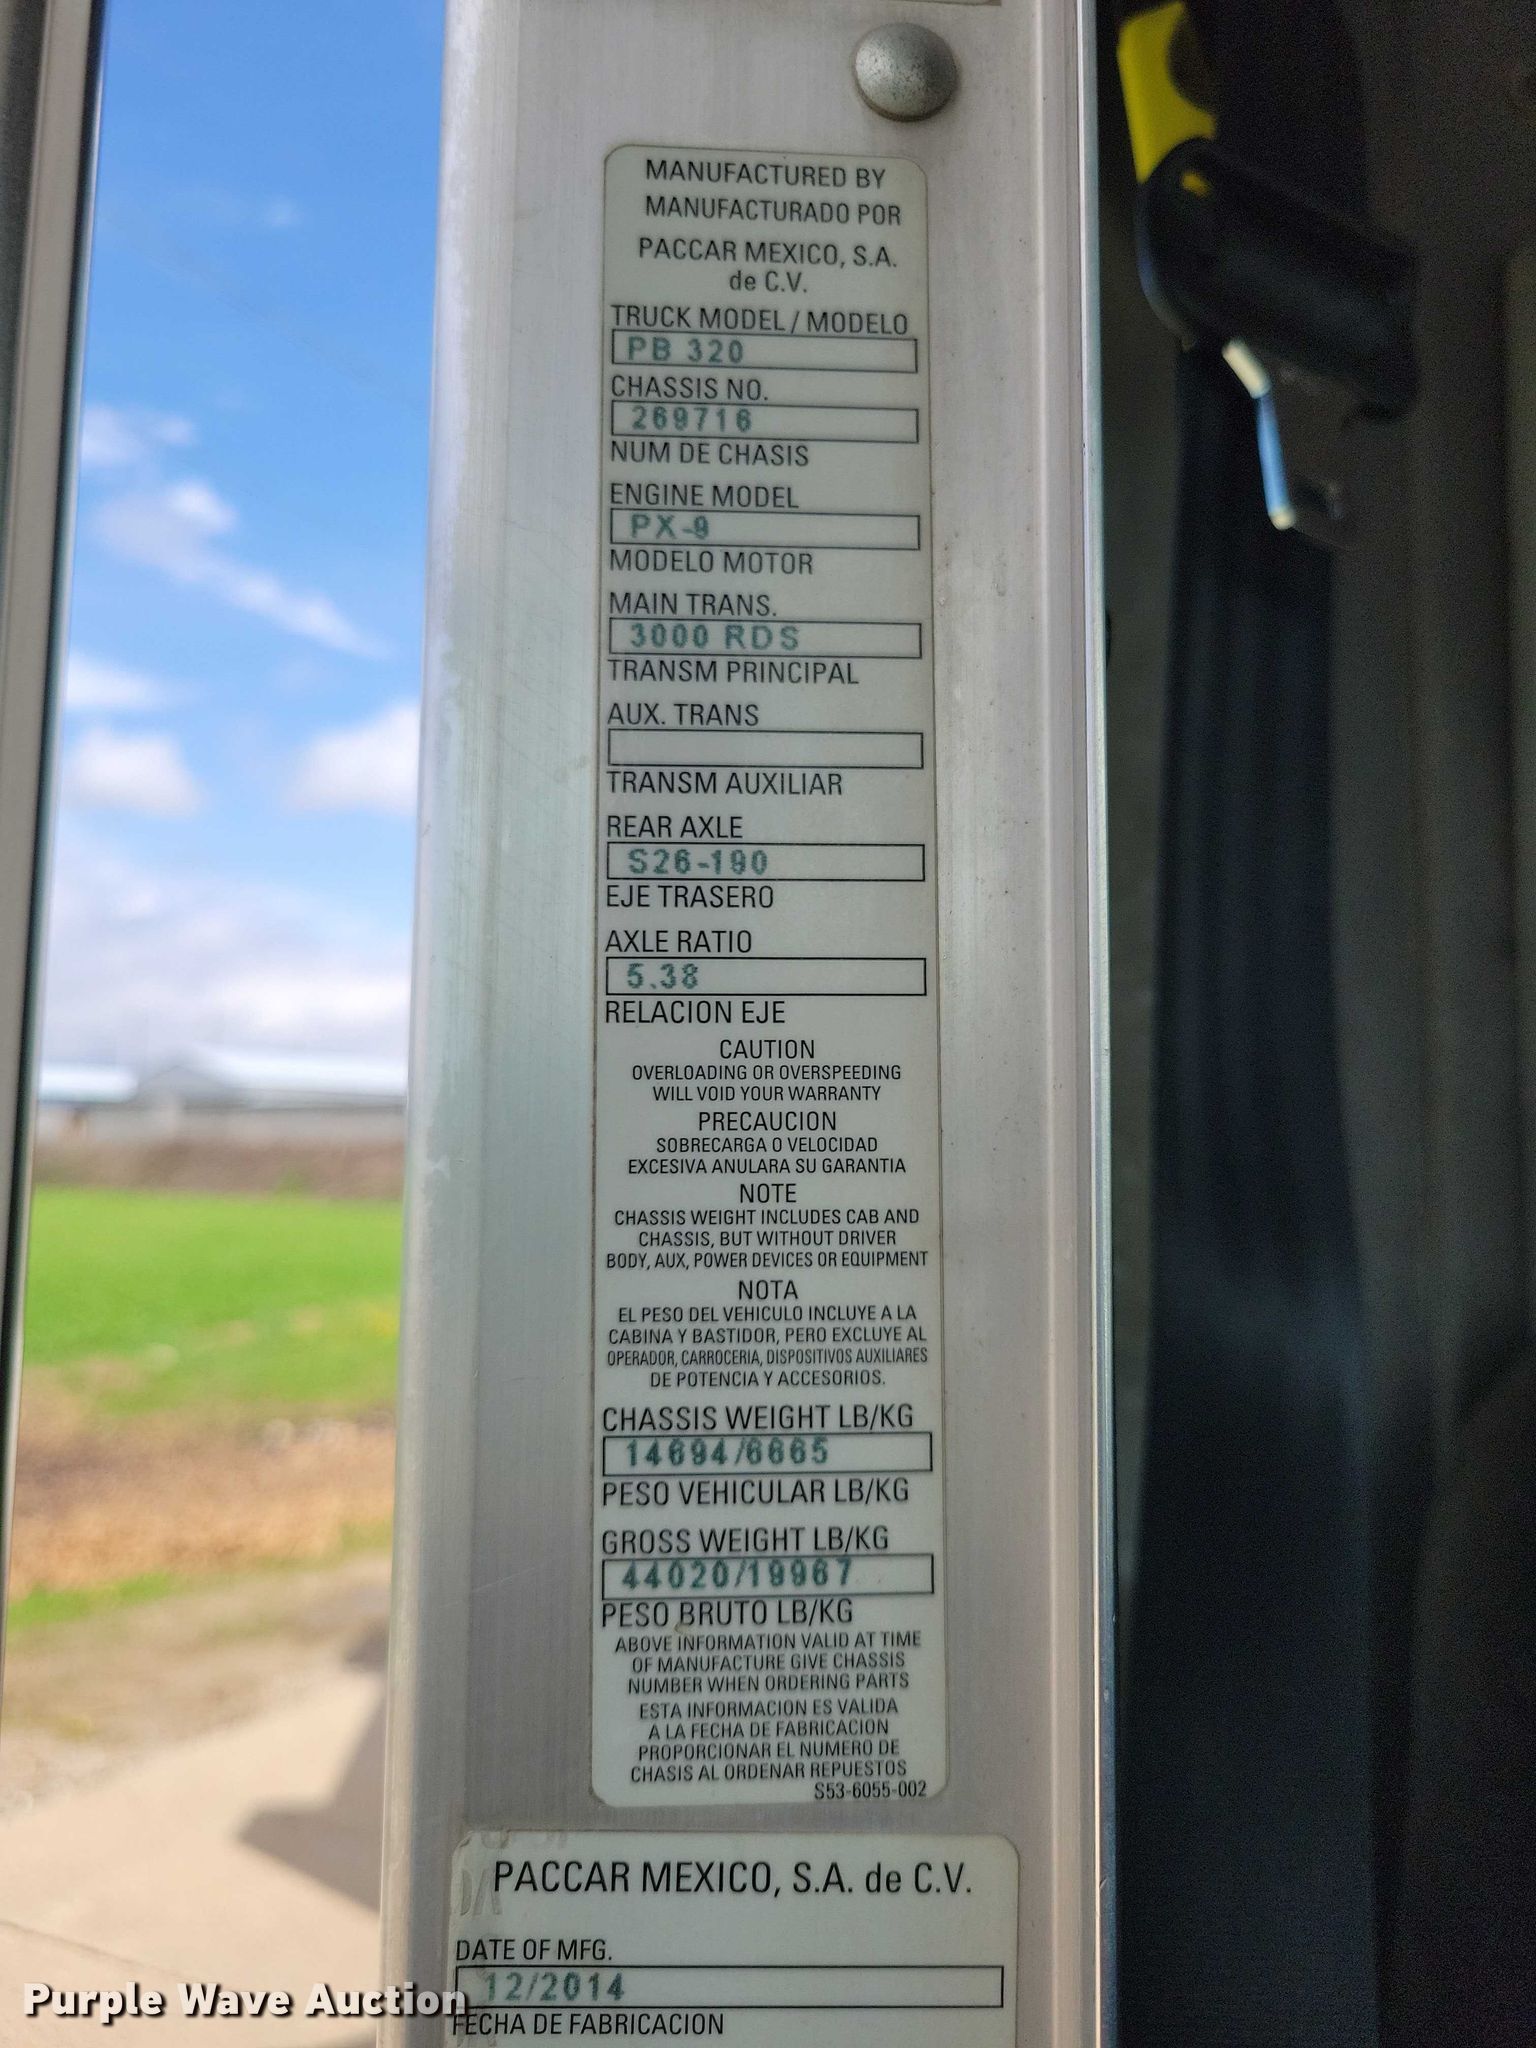 MANUFACTURED BY
MANUFACTURADO POR
PACCAR MEXICO, S.A.
de C.V.
TRUCK MODEL / MODELO
PB 320
CHASSIS NO.
269716
NUM DE CHASIS
ENGINE MODEL
PX-9
MODELO MOTOR
MAIN TRANS.
3000 RDS
TRANSM PRINCIPAL
AUX. TRANS
TRANSM AUXILIAR
REAR AXLE
S26-190
EJE TRASERO
AXLE RATIO
5.38
RELACION EJE
CAUTION
OVERLOADING OR OVERSPEEDING
WILL VOID YOUR WARRANTY
PRECAUCION
SOBRECARGA O VELOCIDAD
EXCESIVA ANULARA SU GARANTIA
NOTE
CHASSIS WEIGHT INCLUDES CAB AND
CHASSIS, BUT WITHOUT DRIVER
BODY, AUX, POWER DEVICES OR EQUIPMENT
NOTA
EL PESO DEL VEHICULO INCLUYE A LA
CABINA Y BASTIDOR, PERO EXCLUYE AL
OPERADOR, CARROCERIA, DISPOSITIVOS AUXILIARES
DE POTENCIA Y ACCESORIOS.
CHASSIS WEIGHT LB/KG
14694/6665
PESO VEHICULAR LB/KG
GROSS WEIGHT LB/KG
44020/19967
PESO BRUTO LB/KG
ABOVE INFORMATION VALID AT TIME
OF MANUFACTURE GIVE CHASSIS
NUMBER WHEN ORDERING PARTS
ESTA INFORMACION ES VALIDA
A LA FECHA DE FABRICACION
PROPORCIONAR EL NUMERO DE
CHASIS AL ORDENAR REPUESTOS
S53-6055-002
PACCAR MEXICO, S.A. de C.V.
DATE OF MFG.
12/2014
FECHA DE FABRICACION
Purple Wave Auction